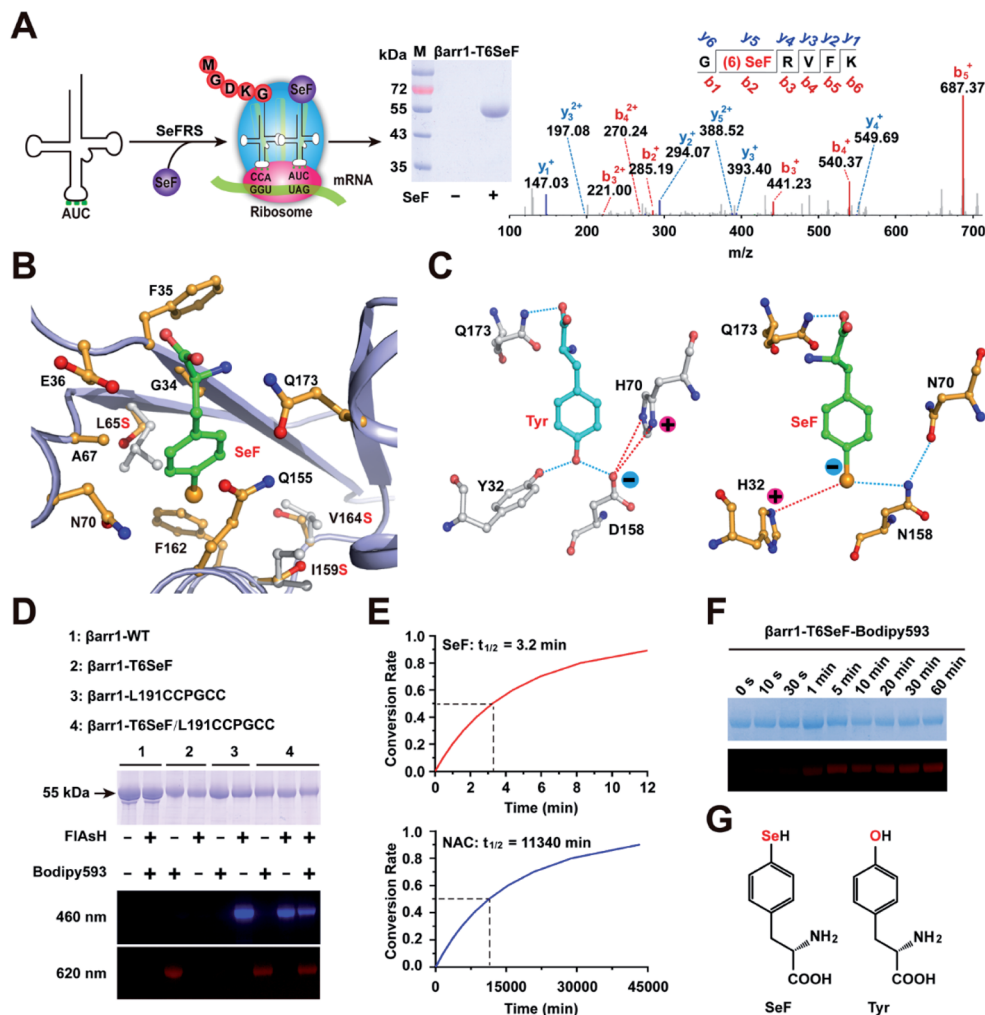 A
M
G
D
K
G
SeF
SeFRS
SeF
AUC
CCA AUC
GGU UAG
mRNA
Ribosome
kDa M βarr1-T6SeF
72
55
43
35
SeF − +
y6 y5 y4 y3 y2 y1
G (6) SeF R V F K
b1 b2 b3 b4 b5 b6
b5+
687.37
y3 2+
197.08
b4 2+
270.24
y5 2+
388.52
y4+
549.69
y2+
294.07
b2+
285.19
y3+
393.40
b4+
540.37
y1+
147.03
b3 2+
221.00
b3+
441.23
100 200 300 400 500 600 700
m/z
B
F35
E36
G34
Q173
L65S
SeF
A67
Q155
N70
V164S
F162
I159S
C
Q173
H70
Tyr
+
−
Y32
D158
Q173
N70
SeF
−
H32
+
N158
D
1: βarr1-WT
2: βarr1-T6SeF
3: βarr1-L191CCPGCC
4: βarr1-T6SeF/L191CCPGCC
1 2 3 4
55 kDa
FlAsH − + − + − + − + +
Bodipy593 − + + − − + + − +
460 nm
620 nm
E
SeF: t1/2 = 3.2 min
Conversion Rate
1.0
0.8
0.6
0.4
0.2
0.0
0 2 4 6 8 10 12
Time (min)
NAC: t1/2 = 11340 min
Conversion Rate
1.0
0.8
0.6
0.4
0.2
0.0
0 15000 30000 45000
Time (min)
F
βarr1-T6SeF-Bodipy593
0 s 10 s 30 s 1 min 5 min 10 min 20 min 30 min 60 min
G
SeH
NH2
COOH
SeF
OH
NH2
COOH
Tyr